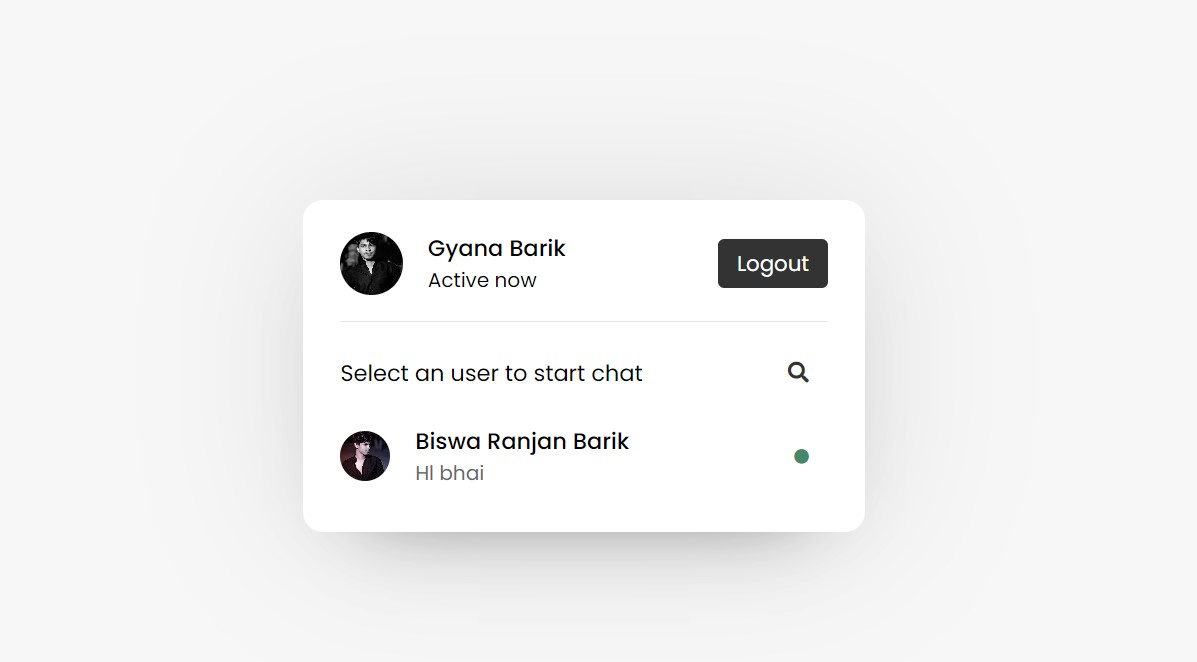 Gyana Barik
Active now
Logout
Select an user to start chat
Biswa Ranjan Barik
HI bhai